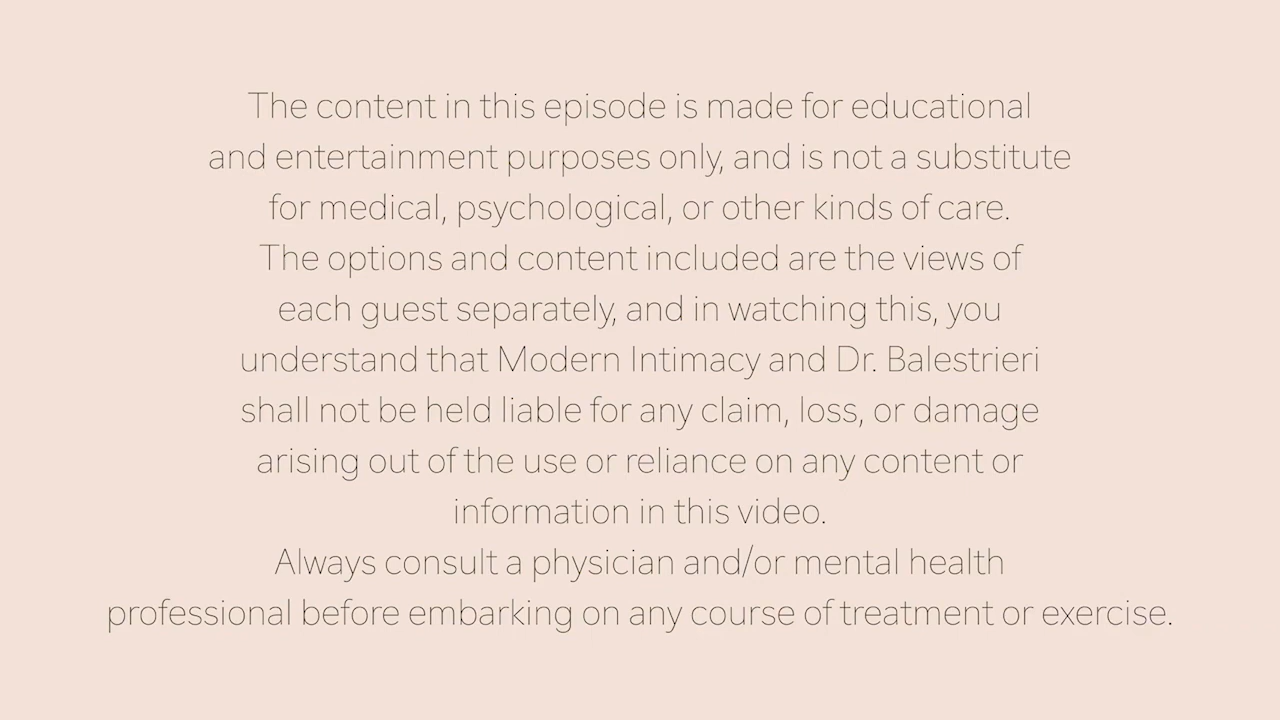 The content in this episode is made for educational
and entertainment purposes only, and is not a substitute
for medical, psychological, or other kinds of care.
The options and content included are the views of
each guest separately, and in watching this, you
understand that Modern Intimacy and Dr. Balestrieri
shall not be held liable for any claim, loss, or damage
arising out of the use or reliance on any content or
information in this video.
Always consult a physician and/or mental health
professional before embarking on any course of treatment or exercise.